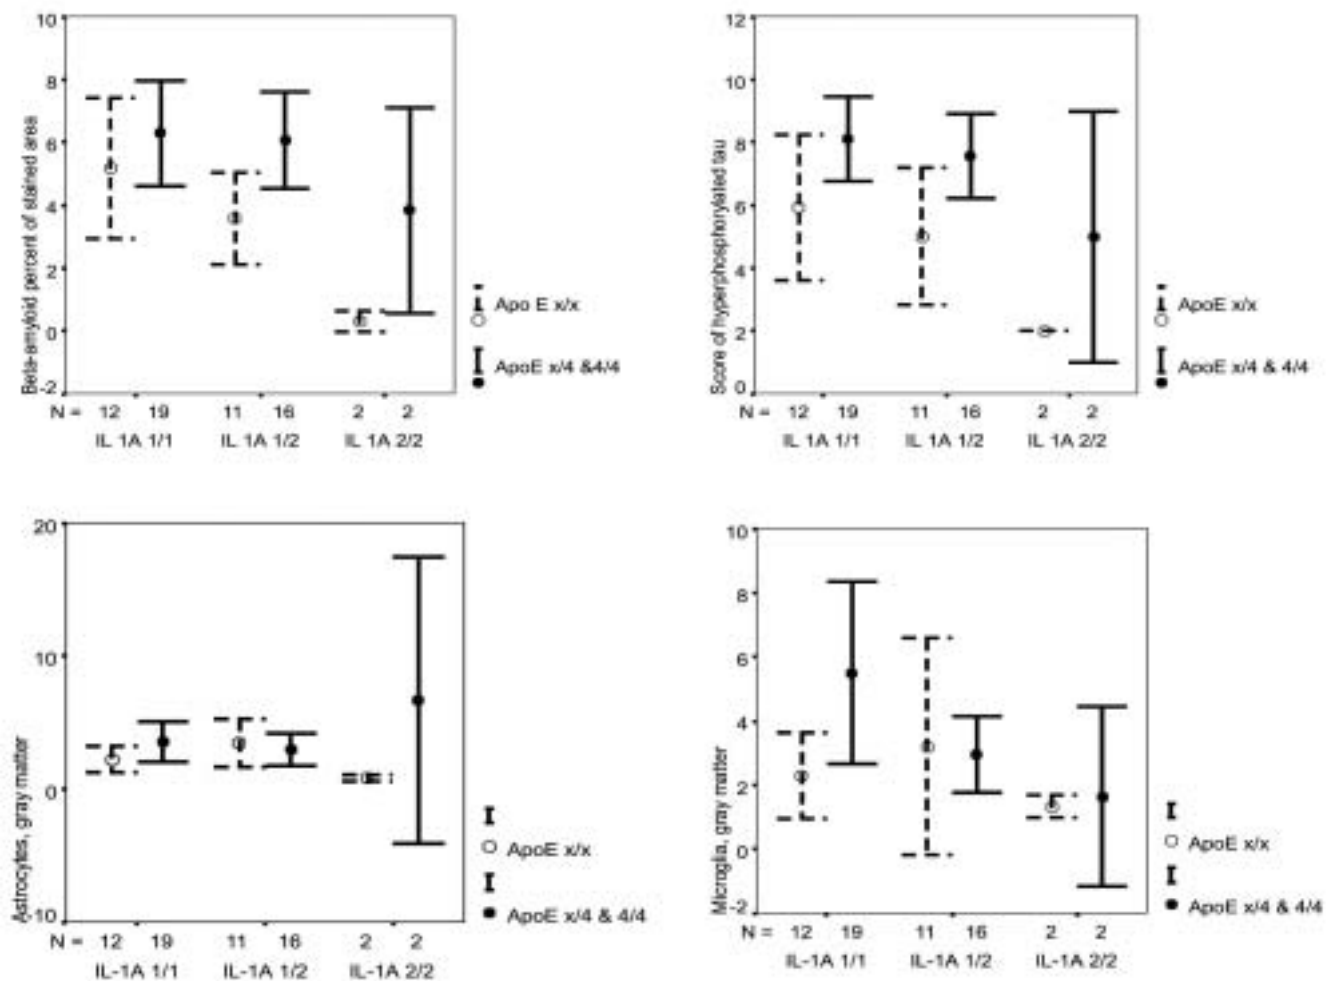 Beta-amyloid percent of stained area
10
8
6
4
2
0
-2
N = 12 19 11 16 2 2
IL 1A 1/1 IL 1A 1/2 IL 1A 2/2
Apo E x/x
ApoE x/4 &4/4
Score of hyperphosphorylated tau
12
10
8
6
4
2
0
N = 12 19 11 16 2 2
IL 1A 1/1 IL 1A 1/2 IL 1A 2/2
ApoE x/x
ApoE x/4 & 4/4
Astrocytes, gray matter
20
10
0
-10
N = 12 19 11 16 2 2
IL-1A 1/1 IL-1A 1/2 IL-1A 2/2
ApoE x/x
ApoE x/4 & 4/4
Microglia, gray matter
10
8
6
4
2
0
-2
N = 12 19 11 16 2 2
IL-1A 1/1 IL-1A 1/2 IL-1A 2/2
ApoE x/x
ApoE x/4 & 4/4